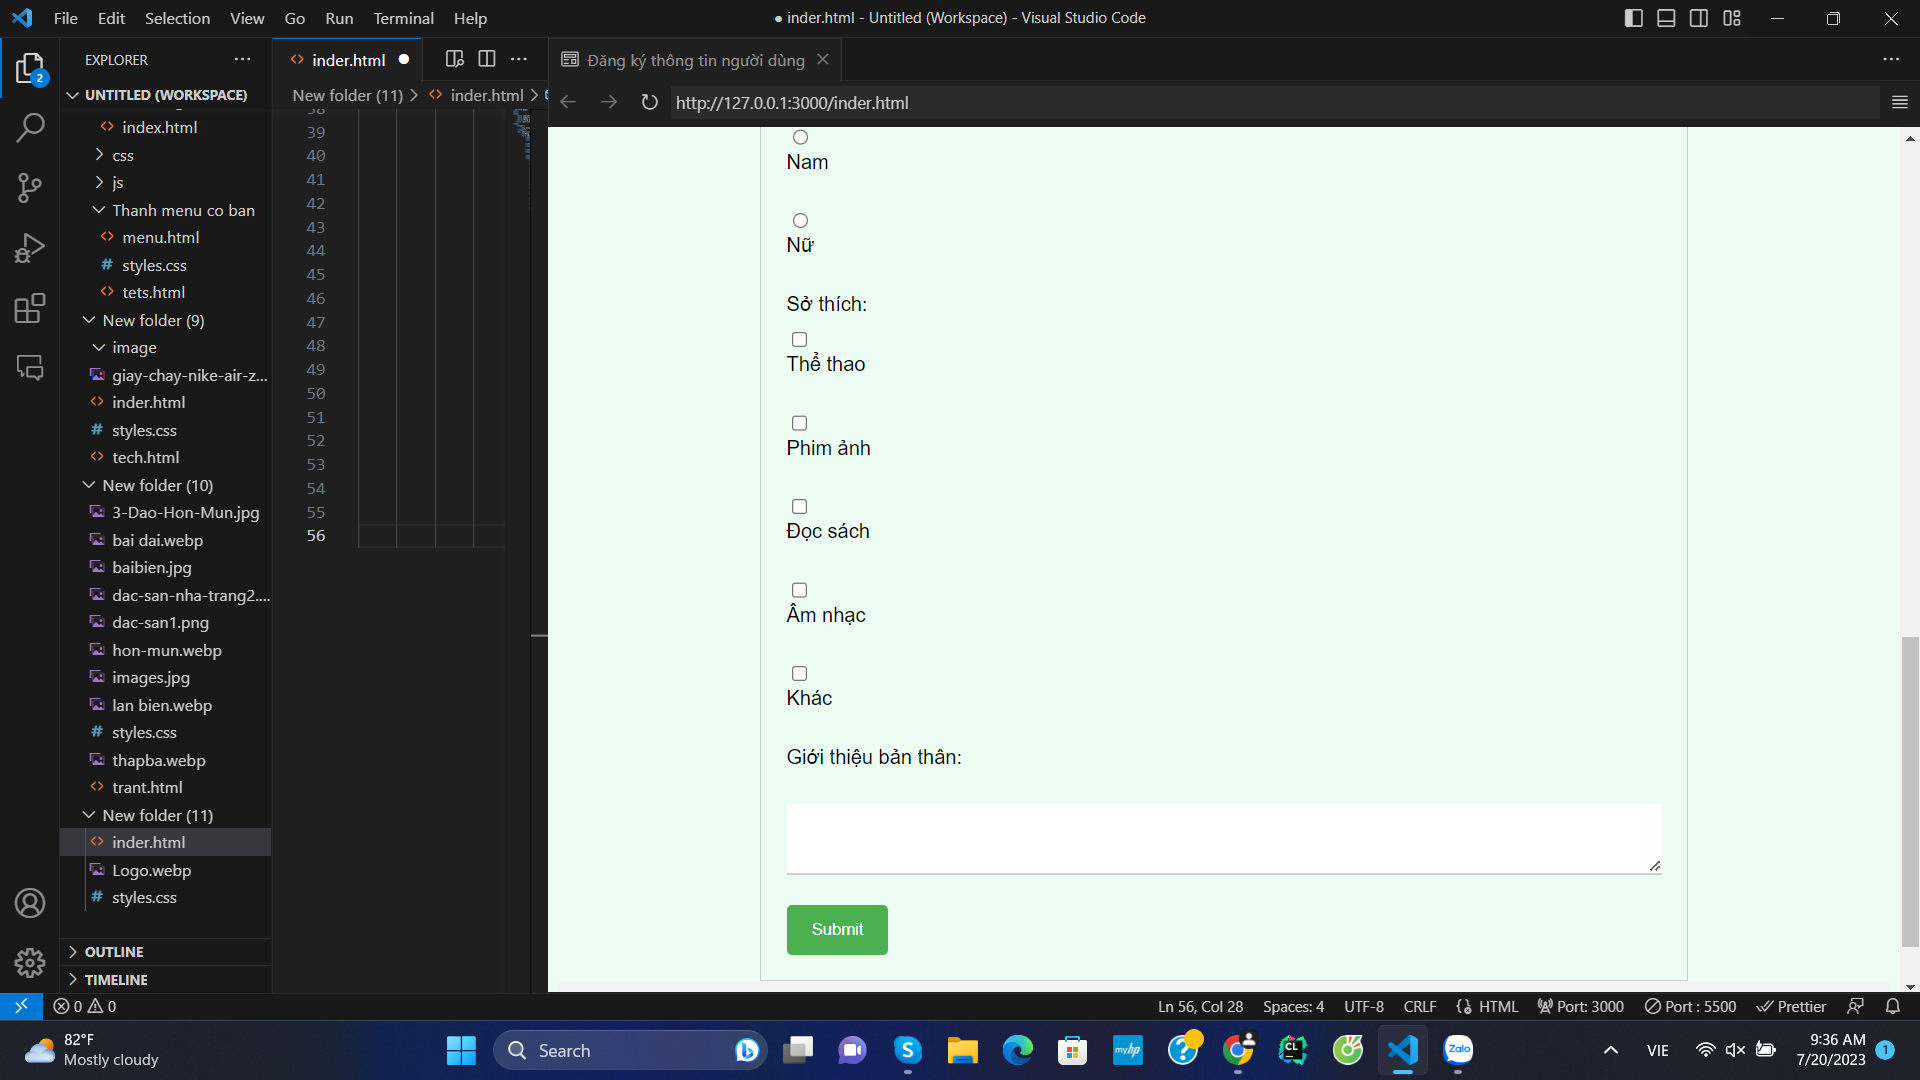 File Edit Selection View Go Run Terminal Help
● inder.html - Untitled (Workspace) - Visual Studio Code
EXPLORER
inder.html
Đăng ký thông tin người dùng
UNTITLED (WORKSPACE)
New folder (11) > inder.html >
http://127.0.0.1:3000/inder.html
index.html
css
js
Thanh menu co ban
menu.html
styles.css
tets.html
New folder (9)
image
giay-chay-nike-air-z...
inder.html
styles.css
tech.html
New folder (10)
3-Dao-Hon-Mun.jpg
bai dai.webp
baibien.jpg
dac-san-nha-trang2....
dac-san1.png
hon-mun.webp
images.jpg
lan bien.webp
styles.css
thapba.webp
trant.html
New folder (11)
inder.html
Logo.webp
styles.css
OUTLINE
TIMELINE
2
38
39
40
41
42
43
44
45
46
47
48
49
50
51
52
53
54
55
56
Nam
Nữ
Sở thích:
Thể thao
Phim ảnh
Đọc sách
Âm nhạc
Khác
Giới thiệu bản thân:
Submit
0 0
Ln 56, Col 28 Spaces: 4 UTF-8 CRLF HTML Port: 3000 Port : 5500 Prettier
82°F
Mostly cloudy
Search
myhp
CL
Zalo
VIE
9:36 AM
7/20/2023
1